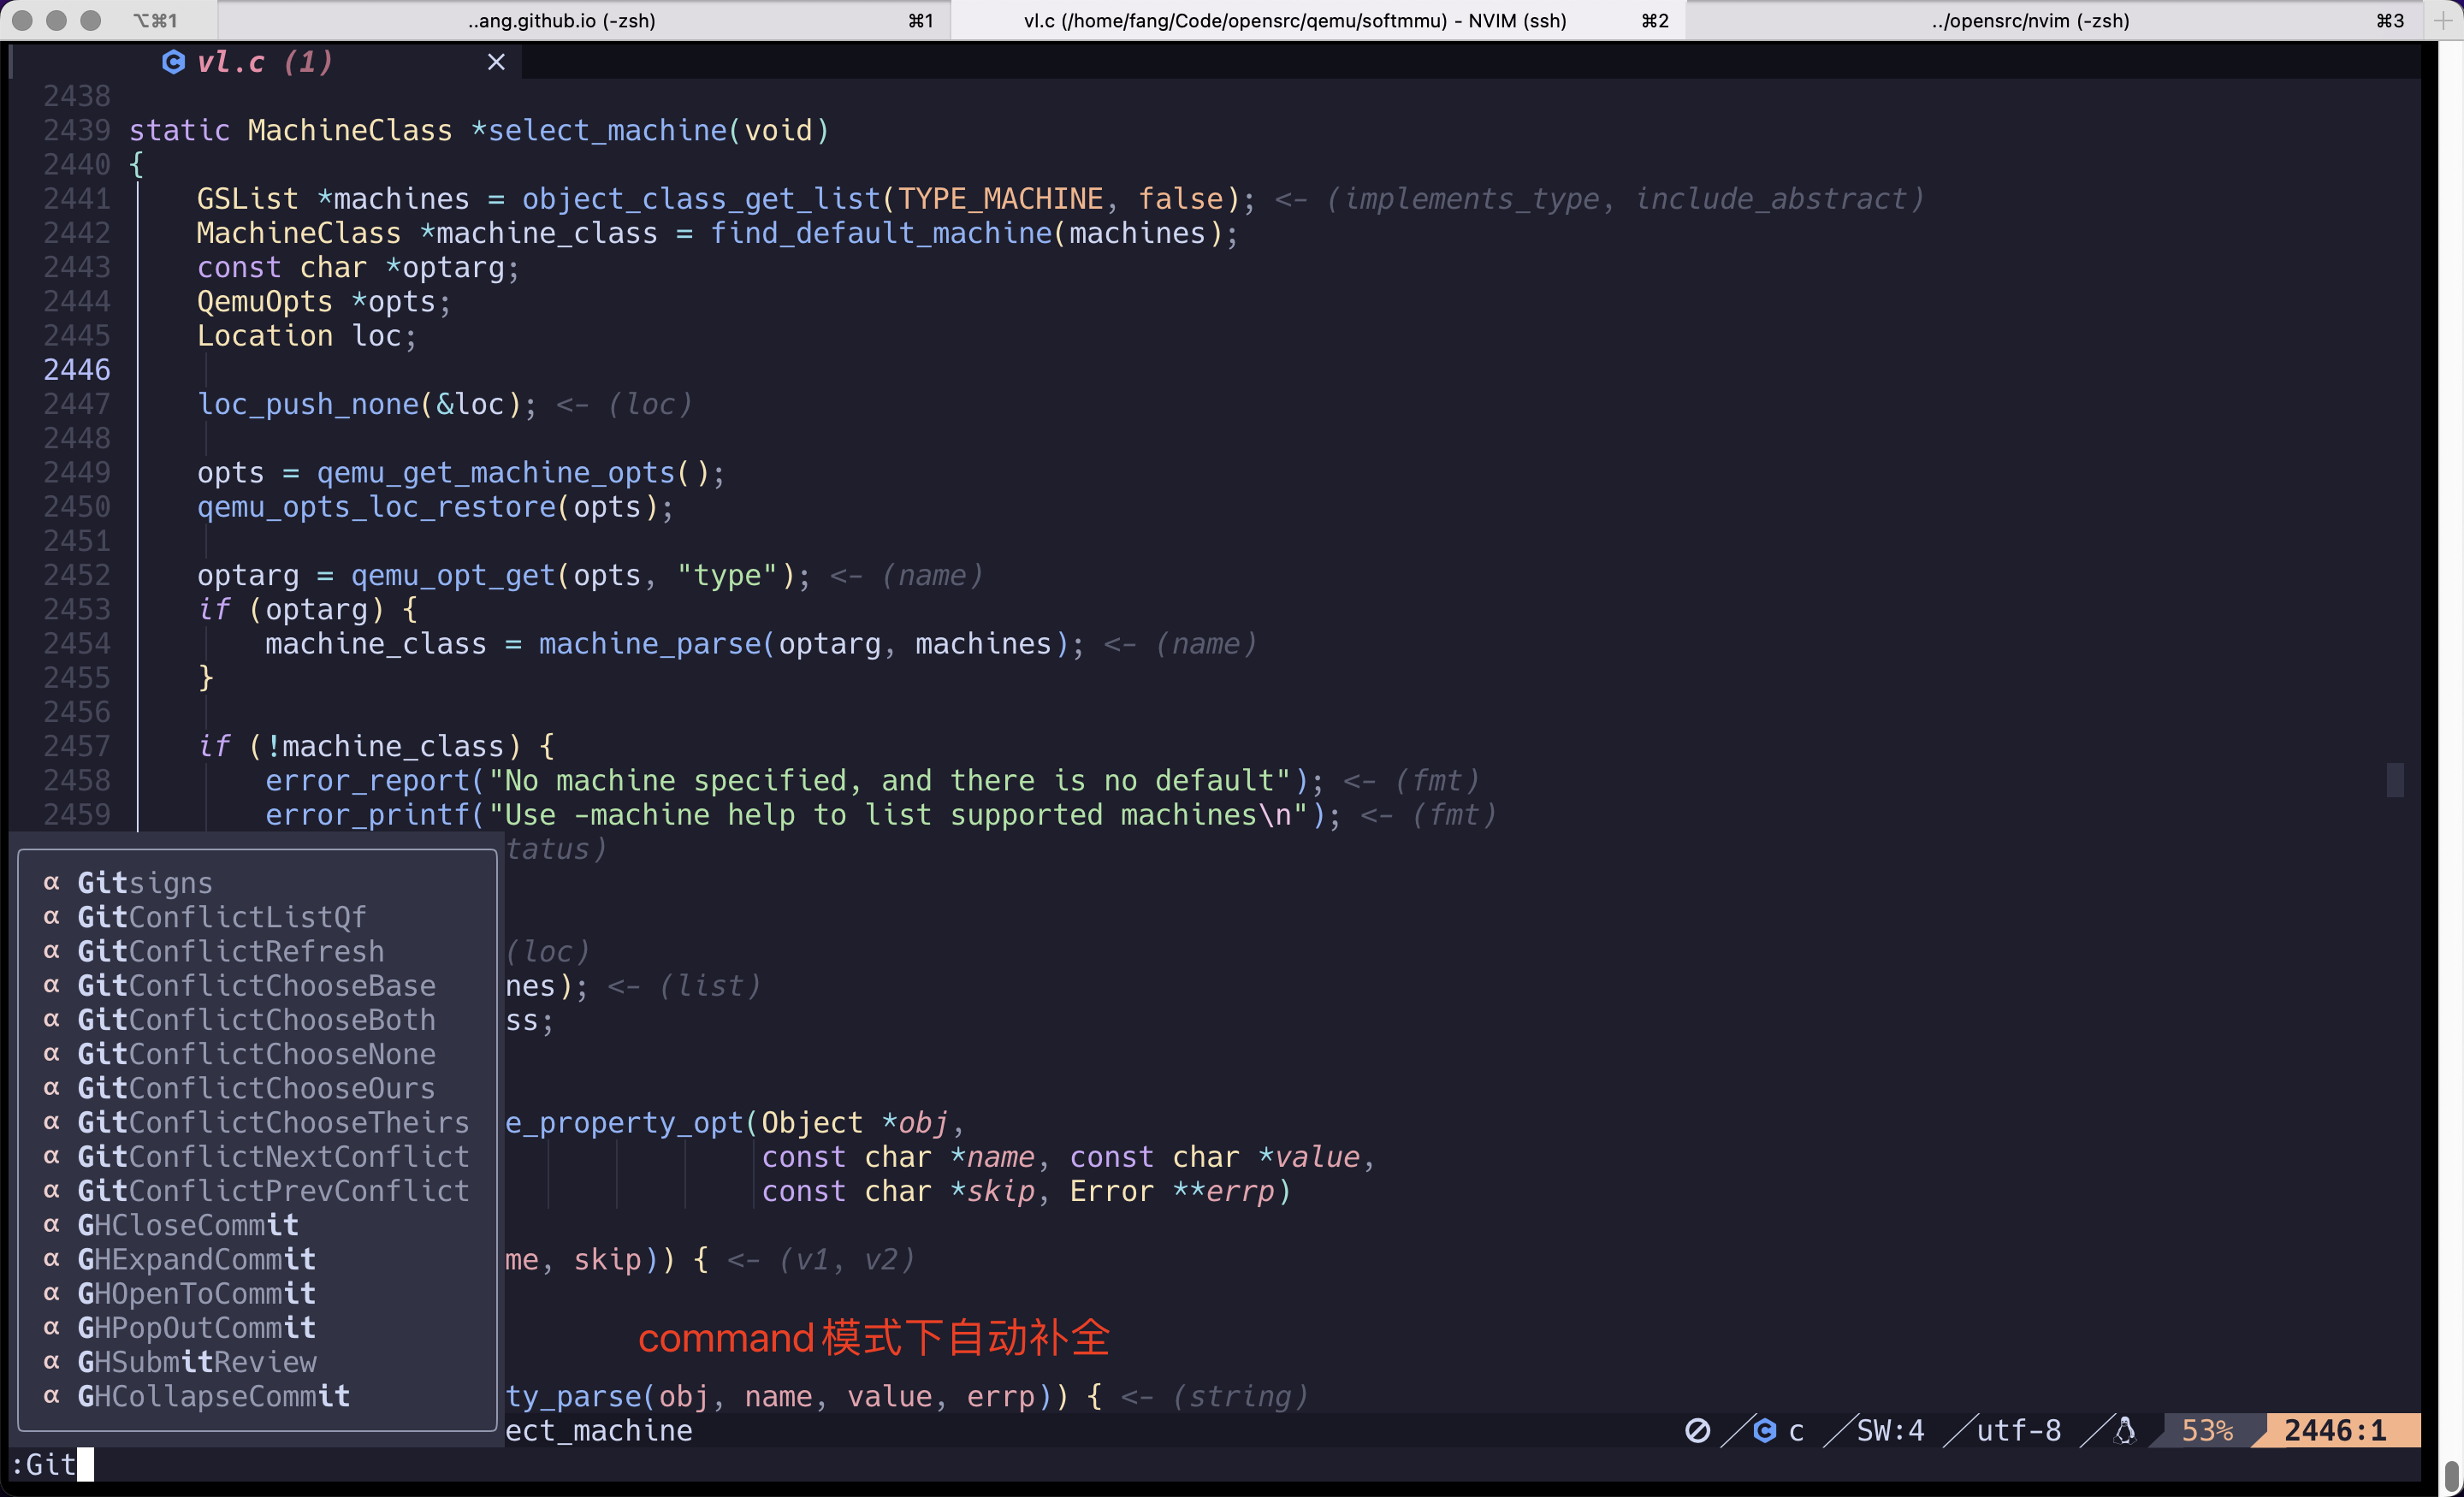 ⌥⌘1 ..ang.github.io (-zsh) ⌘1 vl.c (/home/fang/Code/opensrc/qemu/softmmu) - NVIM (ssh) ⌘2 ../opensrc/nvim (-zsh) ⌘3
vl.c (1) ×
2438
2439 static MachineClass *select_machine(void)
2440 {
2441     GSList *machines = object_class_get_list(TYPE_MACHINE, false); <- (implements_type, include_abstract)
2442     MachineClass *machine_class = find_default_machine(machines);
2443     const char *optarg;
2444     QemuOpts *opts;
2445     Location loc;
2446
2447     loc_push_none(&loc); <- (loc)
2448
2449     opts = qemu_get_machine_opts();
2450     qemu_opts_loc_restore(opts);
2451
2452     optarg = qemu_opt_get(opts, "type"); <- (name)
2453     if (optarg) {
2454         machine_class = machine_parse(optarg, machines); <- (name)
2455     }
2456
2457     if (!machine_class) {
2458         error_report("No machine specified, and there is no default"); <- (fmt)
2459         error_printf("Use -machine help to list supported machines\n"); <- (fmt)
tatus)
α Gitsigns
α GitConflictListQf
α GitConflictRefresh (loc)
α GitConflictChooseBase nes); <- (list)
α GitConflictChooseBoth ss;
α GitConflictChooseNone
α GitConflictChooseOurs
α GitConflictChooseTheirs e_property_opt(Object *obj,
α GitConflictNextConflict const char *name, const char *value,
α GitConflictPrevConflict const char *skip, Error **errp)
α GHCloseCommit
α GHExpandCommit me, skip)) { <- (v1, v2)
α GHOpenToCommit
α GHPopOutCommit command模式下自动补全
α GHSubmitReview
α GHCollapseCommit ty_parse(obj, name, value, errp)) { <- (string)
ect_machine c SW:4 utf-8 53% 2446:1
:Git